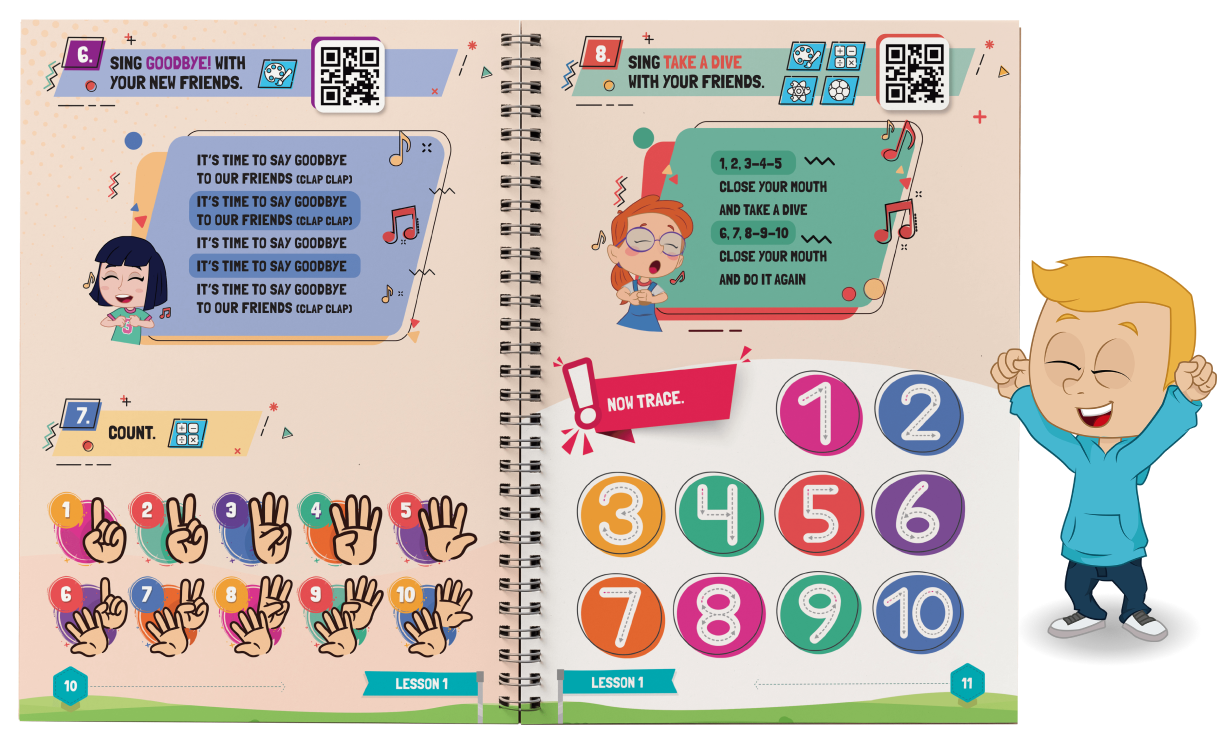 6.
SING GOODBYE! WITH
YOUR NEW FRIENDS.
IT'S TIME TO SAY GOODBYE
TO OUR FRIENDS (CLAP CLAP)
IT'S TIME TO SAY GOODBYE
TO OUR FRIENDS (CLAP CLAP)
IT'S TIME TO SAY GOODBYE
IT'S TIME TO SAY GOODBYE
IT'S TIME TO SAY GOODBYE
TO OUR FRIENDS (CLAP CLAP)
7.
COUNT.
1 2 3 4 5
6 7 8 9 10
10
LESSON 1
8.
SING TAKE A DIVE
WITH YOUR FRIENDS.
1, 2, 3-4-5
CLOSE YOUR MOUTH
AND TAKE A DIVE
6, 7, 8-9-10
CLOSE YOUR MOUTH
AND DO IT AGAIN
NOW TRACE.
1 2
3 4 5 6
7 8 9 10
LESSON 1
11